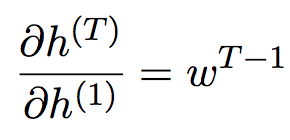 ∂h^(T) / ∂h^(1) = w^{T−1}